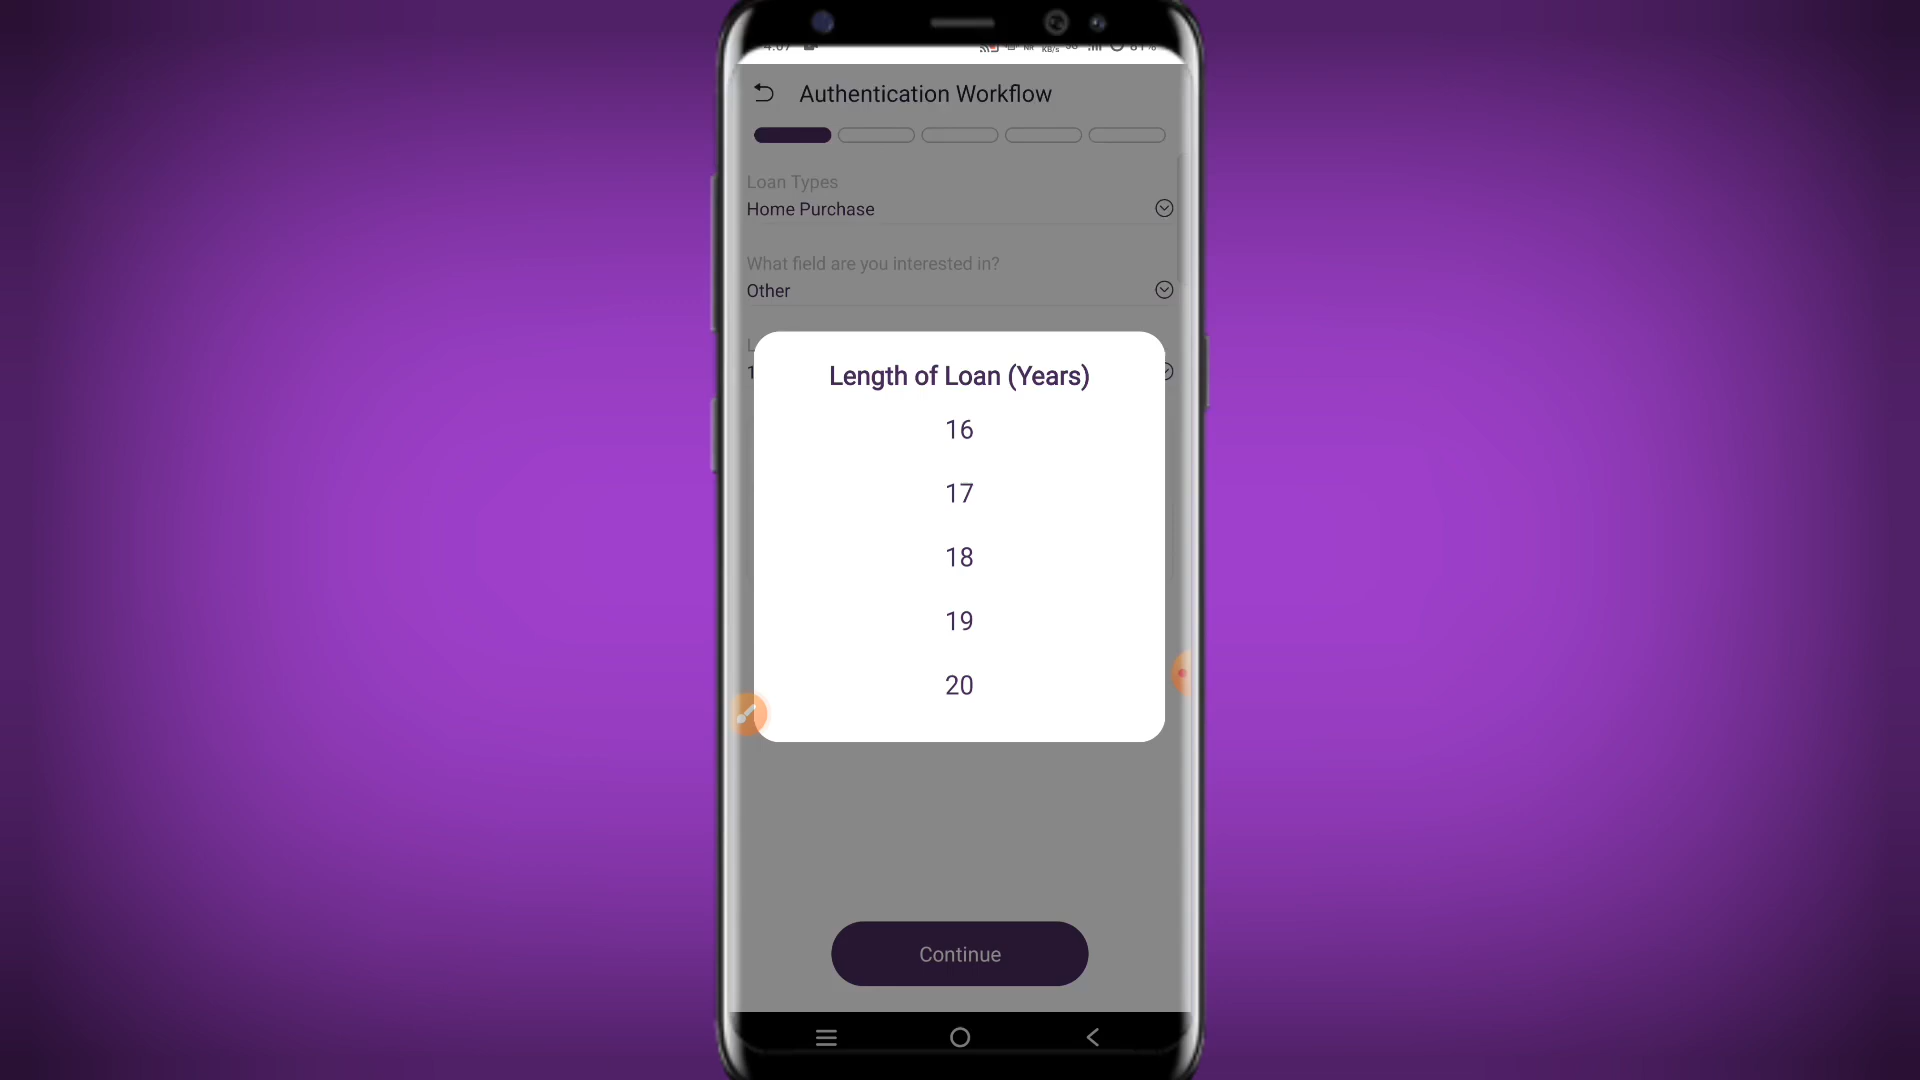 Authentication Workflow
Loan Types
Home Purchase
What field are you interested in?
Other
Length of Loan (Years)
16
17
18
19
20
Continue